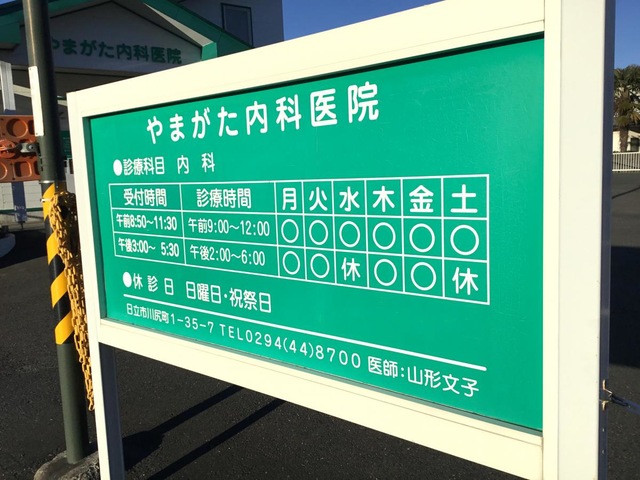 やまがた内科医院
やまがた内科医院
●診療科目 内 科
受付時間 診療時間 月 火 水 木 金 土
午前8:50～11:30 午前9:00～12:00 ○ ○ ○ ○ ○ ○
午後3:00～ 5:30 午後2:00～6:00 ○ ○ 休 ○ ○ 休
●休 診 日 日曜日・祝祭日
日立市川尻町1-35-7 TEL0294(44)8700 医師:山形文子